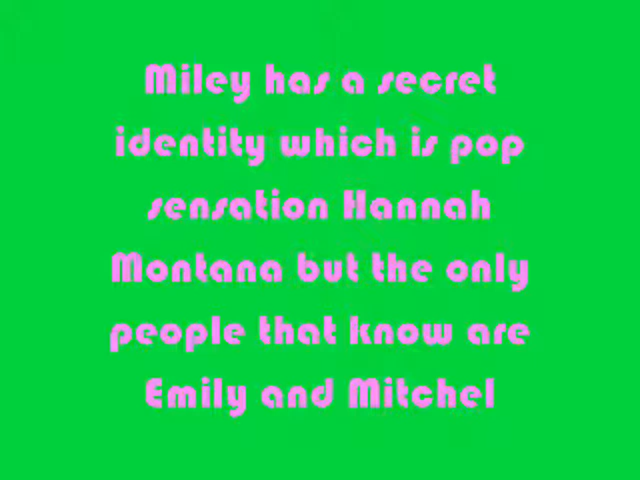 Miley has a secret
identity which is pop
sensation Hannah
Montana but the only
people that know are
Emily and Mitchel